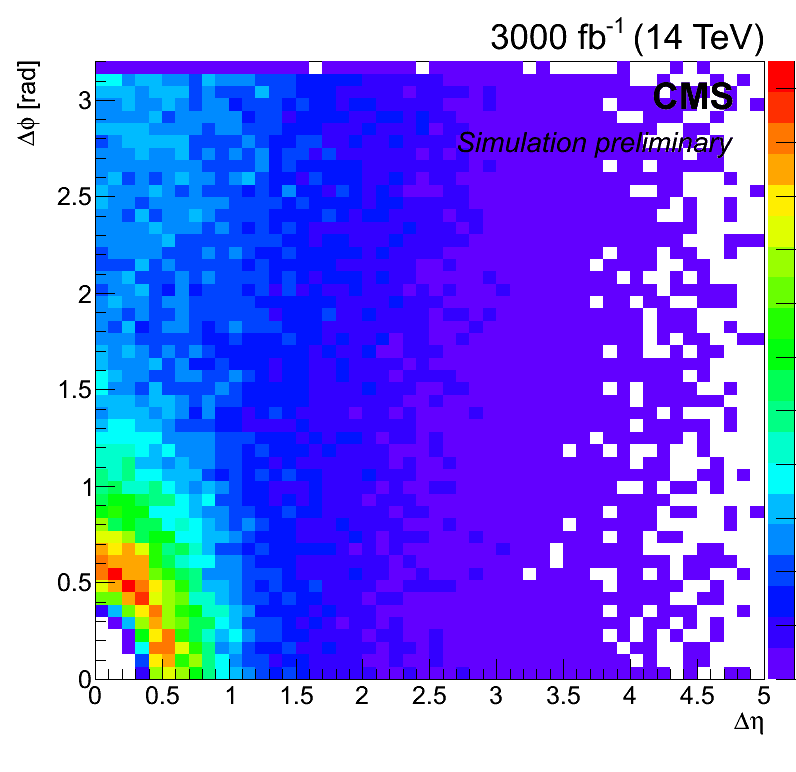 3000 fb-1 (14 TeV)
Δϕ [rad]
CMS
Simulation preliminary
3
2.5
2
1.5
1
0.5
0
0 0.5 1 1.5 2 2.5 3 3.5 4 4.5 5
Δη